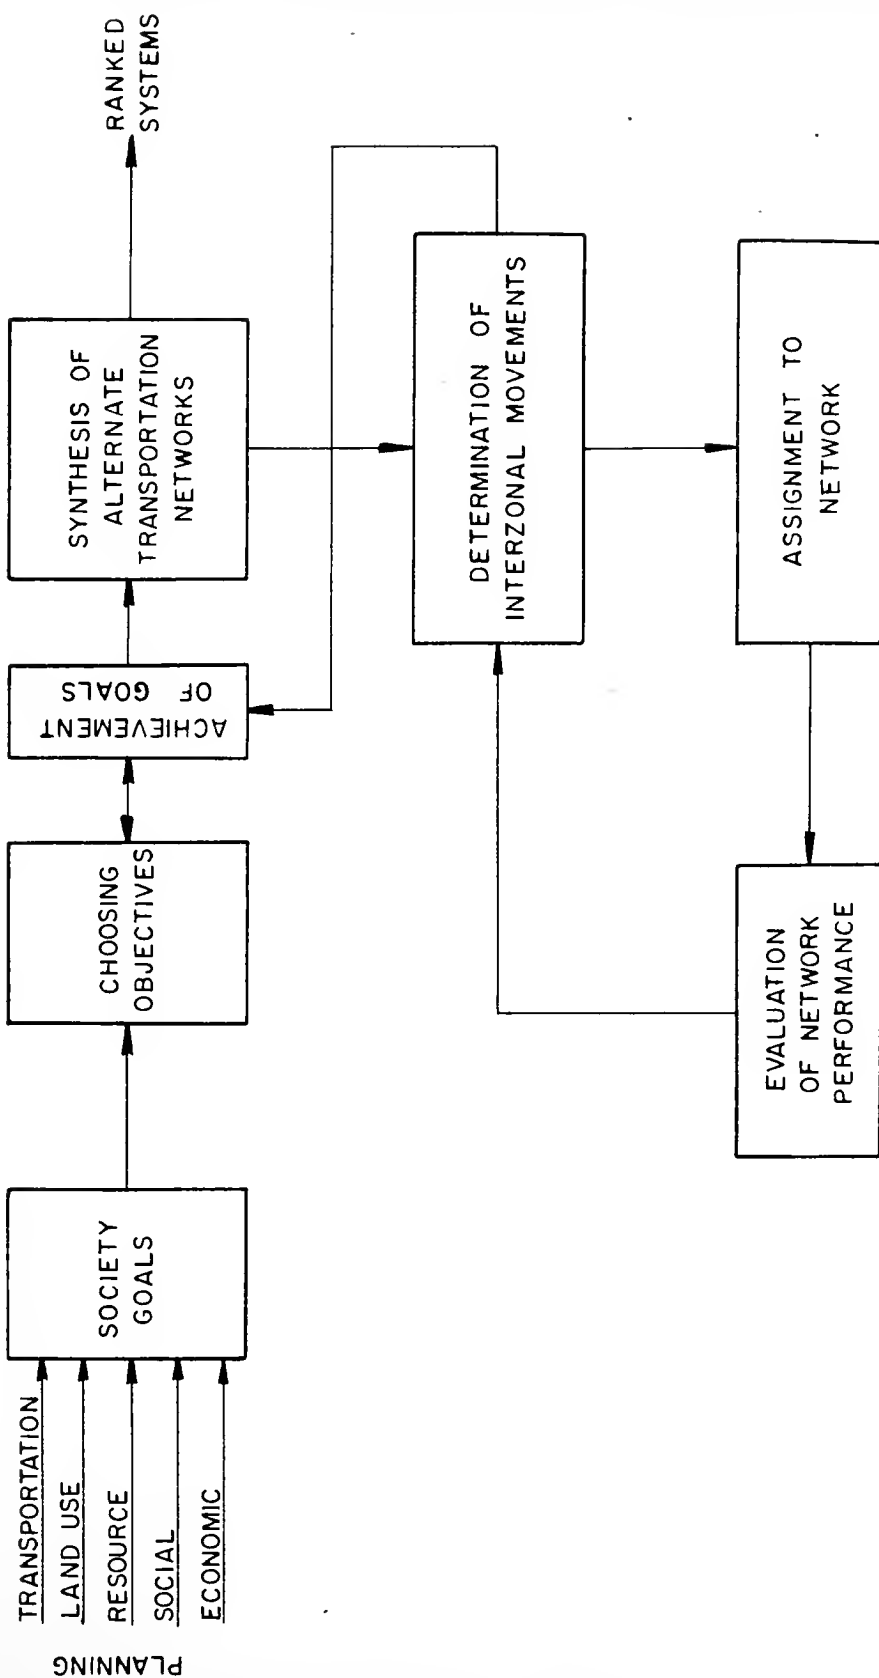 PLANNING
TRANSPORTATION
LAND USE
RESOURCE
SOCIAL
ECONOMIC
SOCIETY
GOALS
CHOOSING
OBJECTIVES
ACHIEVEMENT
OF GOALS
SYNTHESIS OF
ALTERNATE
TRANSPORTATION
NETWORKS
RANKED
SYSTEMS
DETERMINATION OF
INTERZONAL MOVEMENTS
ASSIGNMENT TO
NETWORK
EVALUATION
OF NETWORK
PERFORMANCE